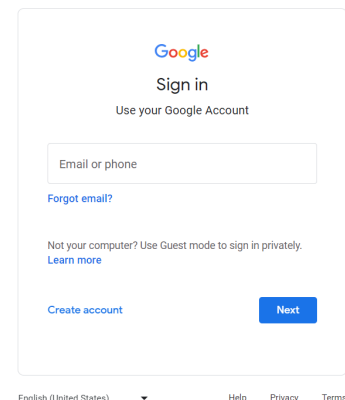 Google
Sign in
Use your Google Account
Email or phone
Forgot email?
Not your computer? Use Guest mode to sign in privately.
Learn more
Create account
Next
English (United States)
Help
Privacy
Terms